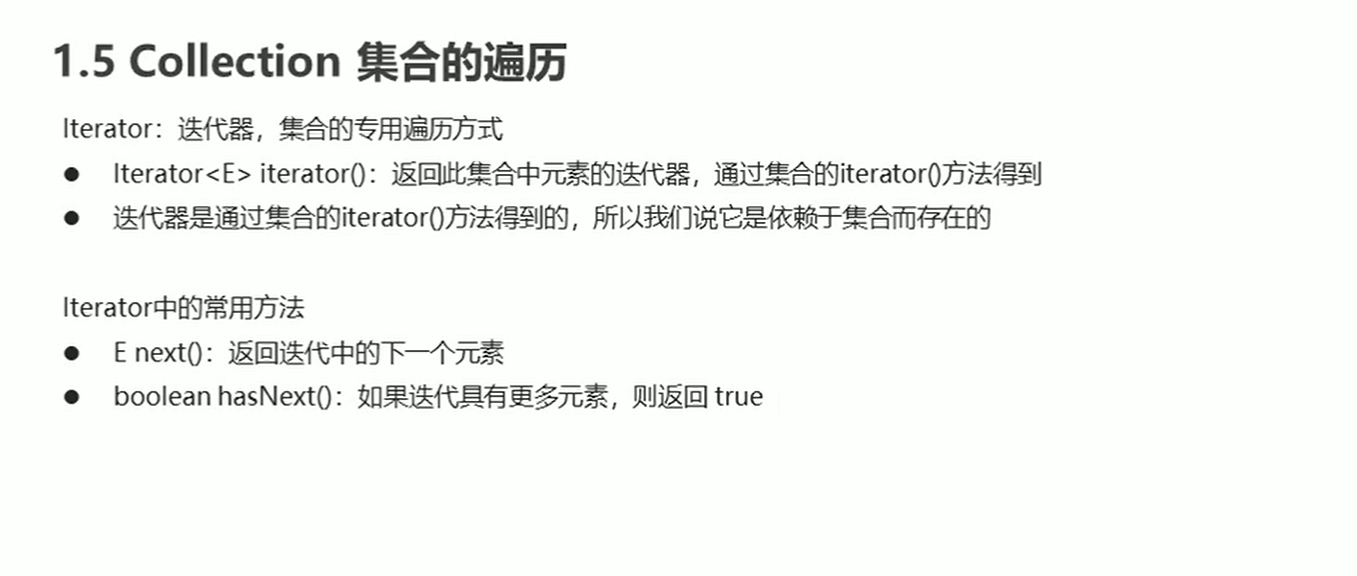 1.5 Collection 集合的遍历
Iterator：迭代器，集合的专用遍历方式
● Iterator<E> iterator()：返回此集合中元素的迭代器，通过集合的iterator()方法得到
● 迭代器是通过集合的iterator()方法得到的，所以我们说它是依赖于集合而存在的
Iterator中的常用方法
● E next()：返回迭代中的下一个元素
● boolean hasNext()：如果迭代具有更多元素，则返回 true